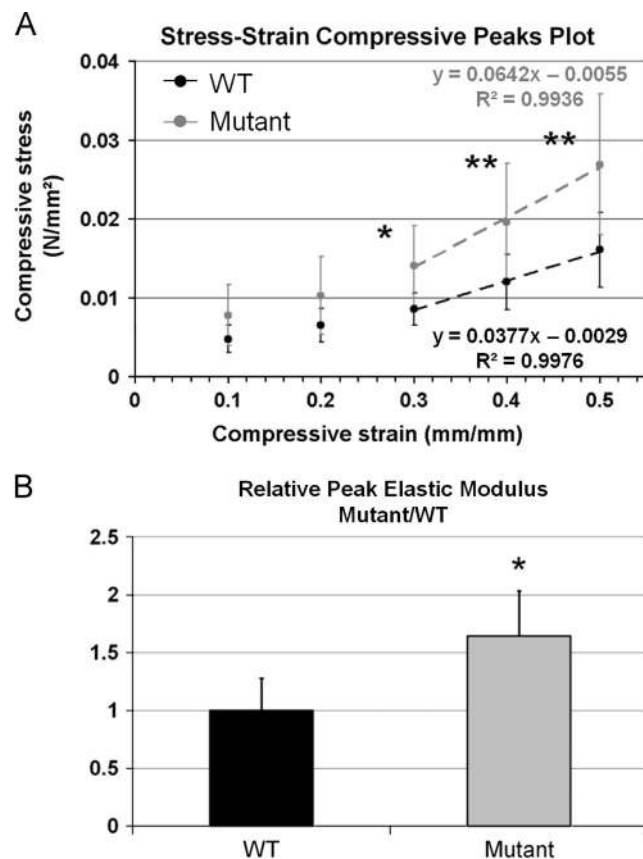 A
Stress-Strain Compressive Peaks Plot
0.04
WT
Mutant
y = 0.0642x – 0.0055
R² = 0.9936
Compressive stress
(N/mm²)
0.03
0.02
0.01
0
*
**
**
y = 0.0377x – 0.0029
R² = 0.9976
0 0.1 0.2 0.3 0.4 0.5
Compressive strain (mm/mm)
B
Relative Peak Elastic Modulus
Mutant/WT
2.5
2
1.5
1
0.5
0
*
WT Mutant